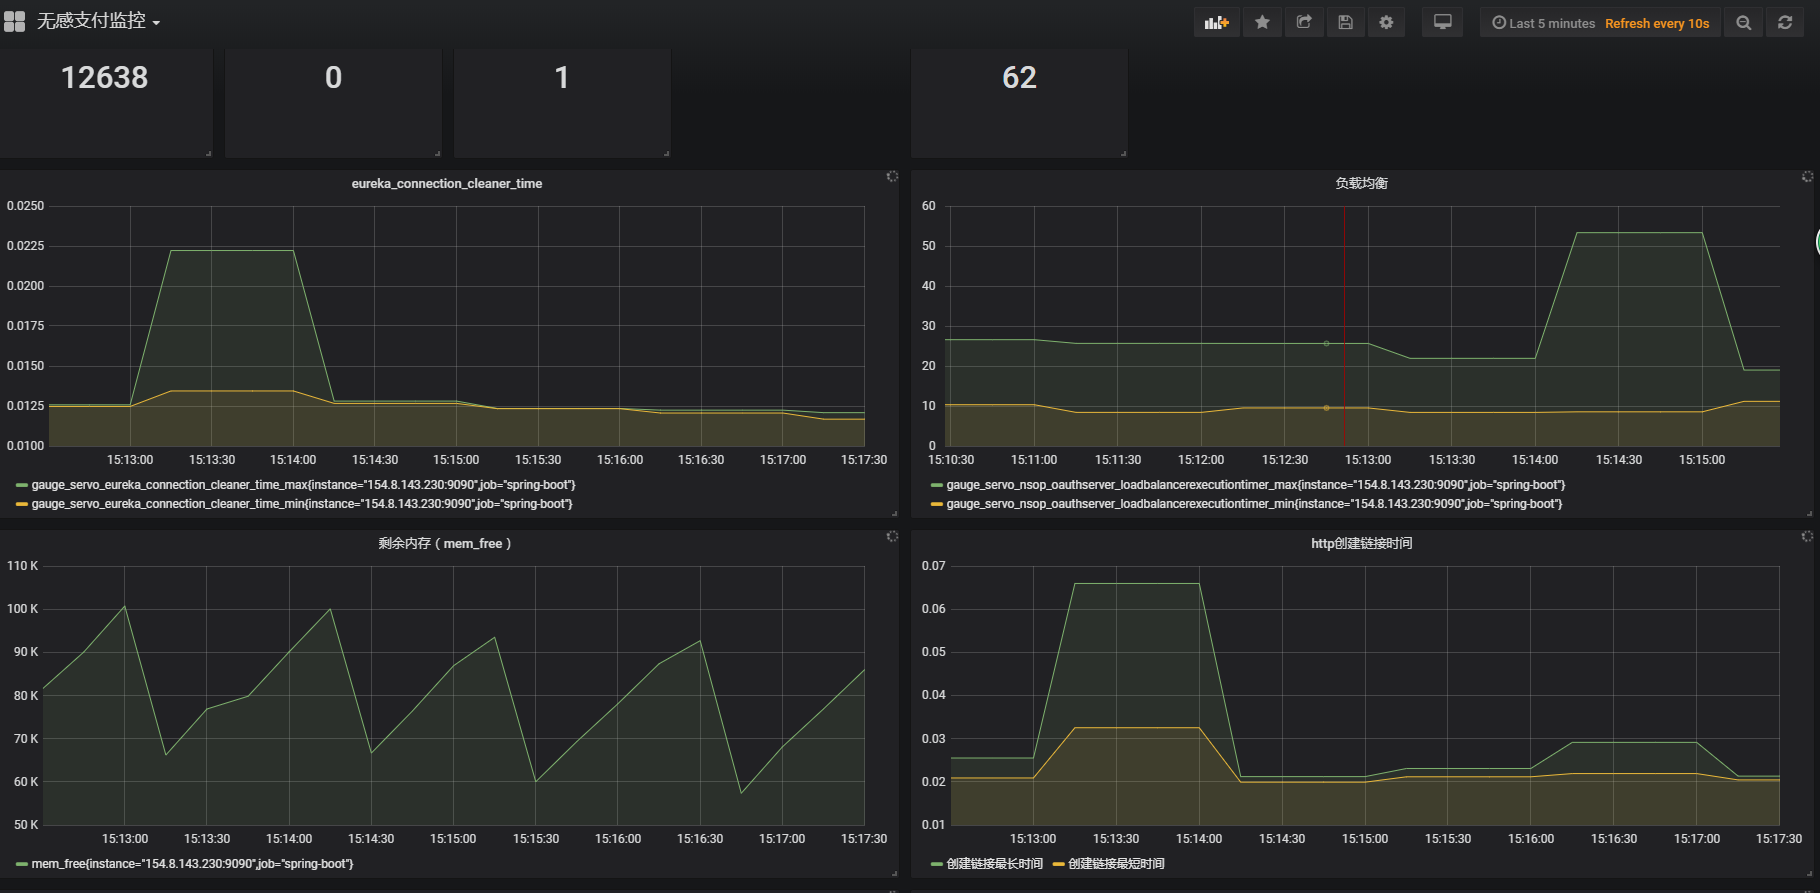 无感支付监控
Last 5 minutes Refresh every 10s
12638
0
1
62
eureka_connection_cleaner_time
0.0250
0.0225
0.0200
0.0175
0.0150
0.0125
0.0100
15:13:00 15:13:30 15:14:00 15:14:30 15:15:00 15:15:30 15:16:00 15:16:30 15:17:00 15:17:30
gauge_servo_eureka_connection_cleaner_time_max{instance="154.8.143.230:9090",job="spring-boot"}
gauge_servo_eureka_connection_cleaner_time_min{instance="154.8.143.230:9090",job="spring-boot"}
负载均衡
60
50
40
30
20
10
0
15:10:30 15:11:00 15:11:30 15:12:00 15:12:30 15:13:00 15:13:30 15:14:00 15:14:30 15:15:00
gauge_servo_nsop_oauthserver_loadbalancerexecutiontimer_max{instance="154.8.143.230:9090",job="spring-boot"}
gauge_servo_nsop_oauthserver_loadbalancerexecutiontimer_min{instance="154.8.143.230:9090",job="spring-boot"}
剩余内存（mem_free）
110 K
100 K
90 K
80 K
70 K
60 K
50 K
15:13:00 15:13:30 15:14:00 15:14:30 15:15:00 15:15:30 15:16:00 15:16:30 15:17:00 15:17:30
mem_free{instance="154.8.143.230:9090",job="spring-boot"}
http创建链接时间
0.07
0.06
0.05
0.04
0.03
0.02
0.01
15:13:00 15:13:30 15:14:00 15:14:30 15:15:00 15:15:30 15:16:00 15:16:30 15:17:00 15:17:30
创建链接最长时间 创建链接最短时间